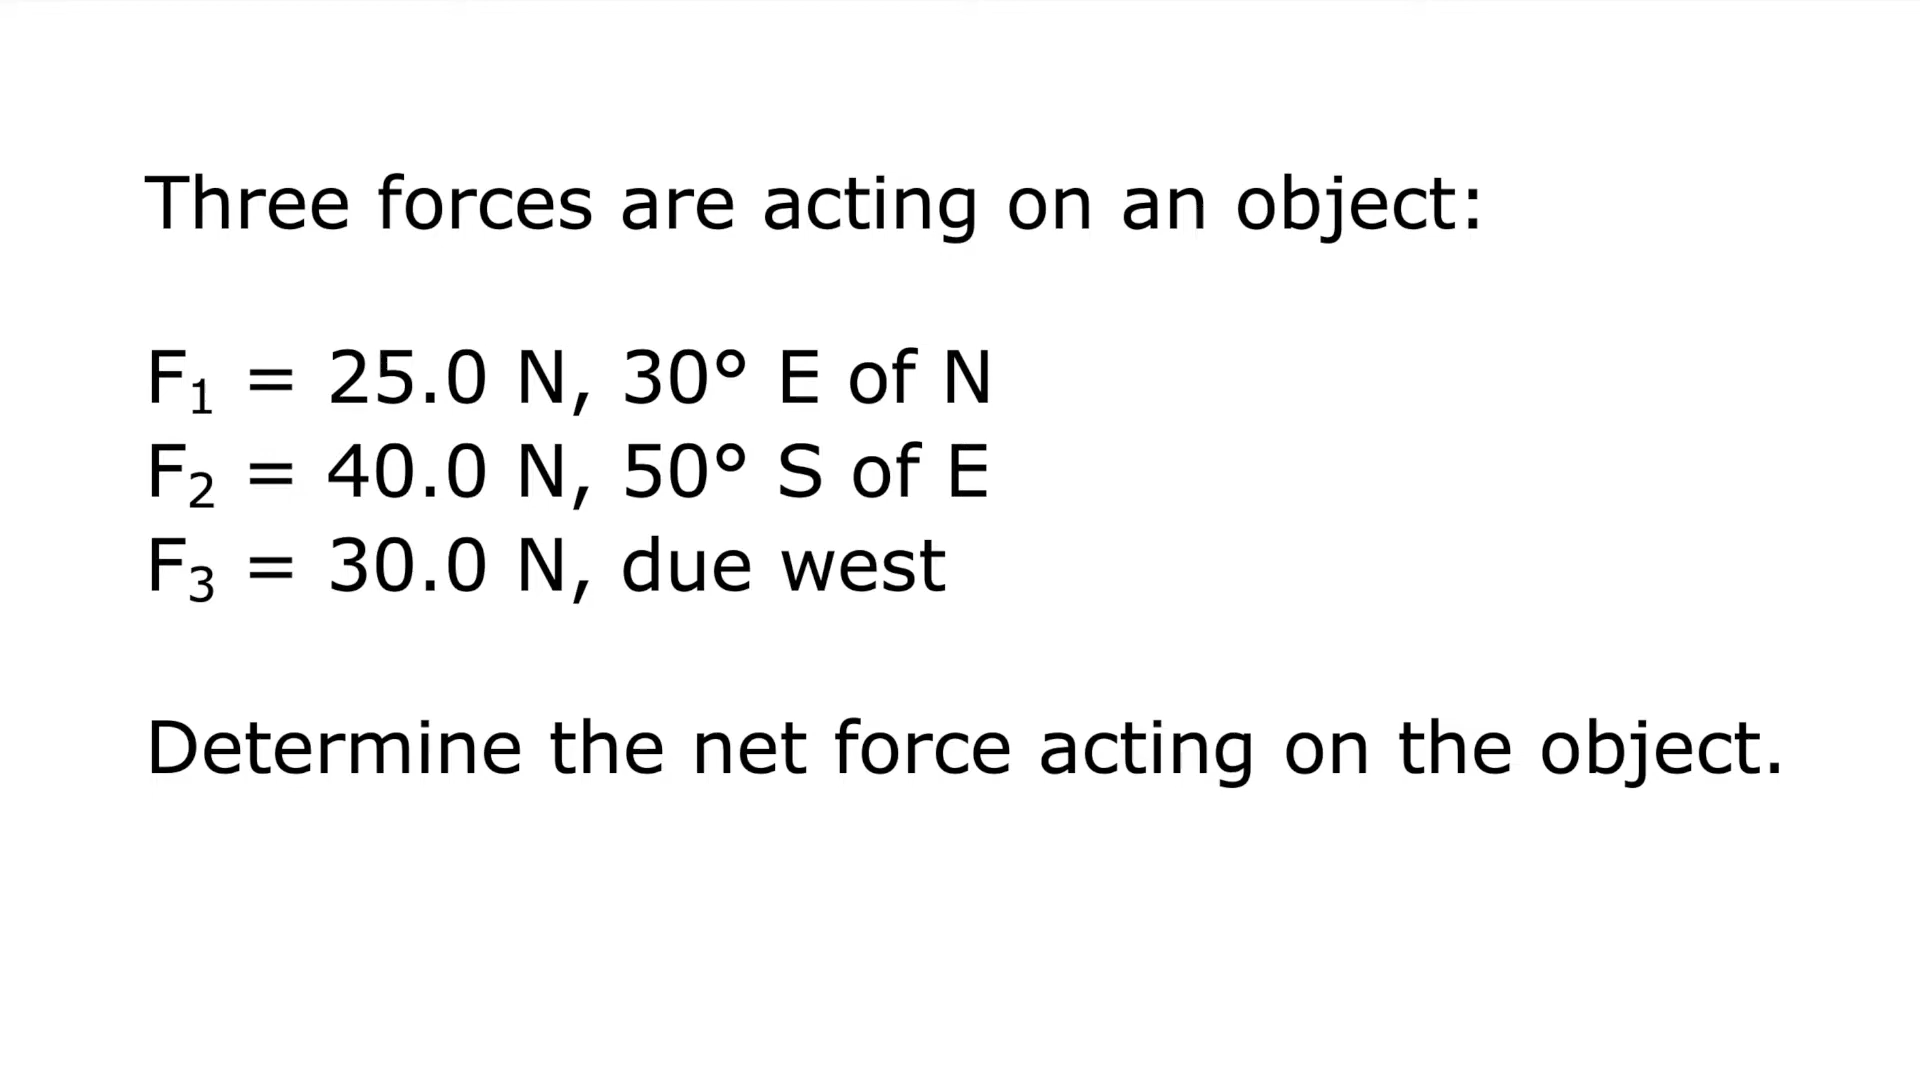 Three forces are acting on an object:
F₁ = 25.0 N, 30° E of N
F₂ = 40.0 N, 50° S of E
F₃ = 30.0 N, due west
Determine the net force acting on the object.